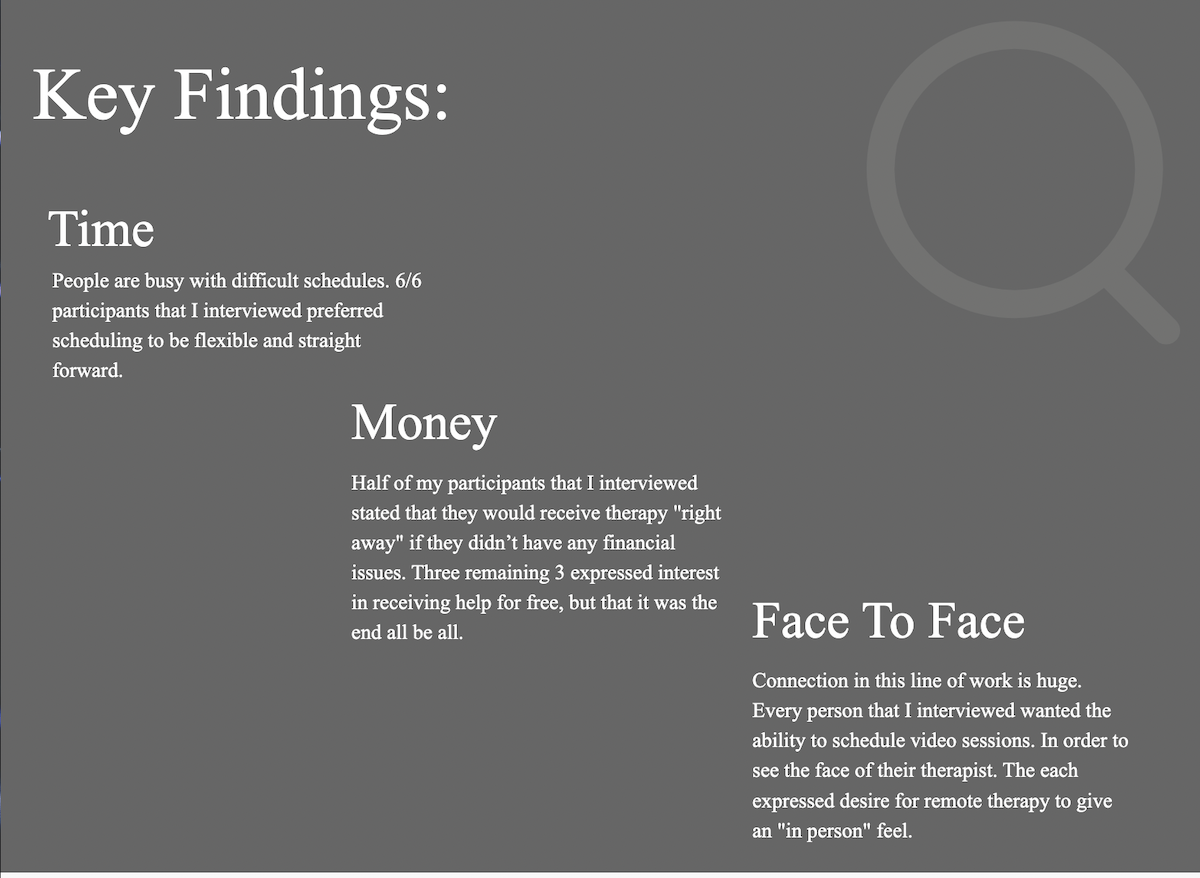 Key Findings:
Time
People are busy with difficult schedules. 6/6
participants that I interviewed preferred
scheduling to be flexible and straight
forward.
Money
Half of my participants that I interviewed
stated that they would receive therapy "right
away" if they didn’t have any financial
issues. Three remaining 3 expressed interest
in receiving help for free, but that it was the
end all be all.
Face To Face
Connection in this line of work is huge.
Every person that I interviewed wanted the
ability to schedule video sessions. In order to
see the face of their therapist. The each
expressed desire for remote therapy to give
an "in person" feel.